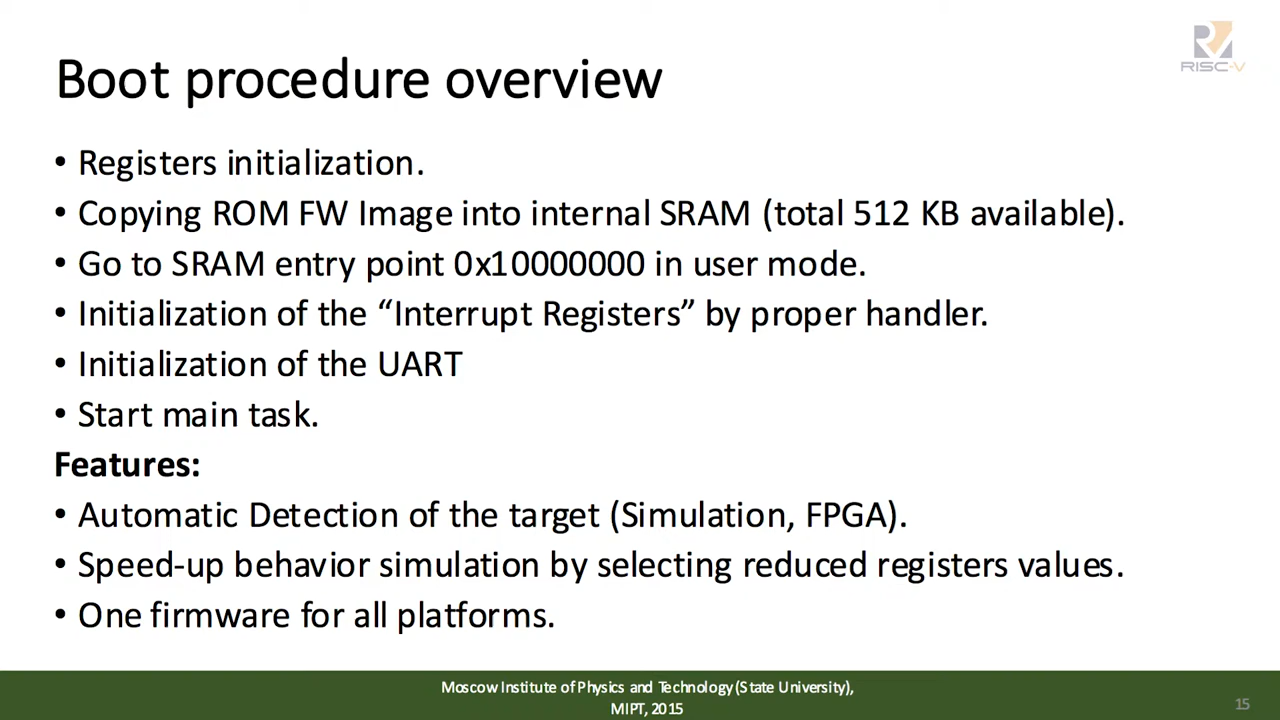 RISC-V
Boot procedure overview
• Registers initialization.
• Copying ROM FW Image into internal SRAM (total 512 KB available).
• Go to SRAM entry point 0x10000000 in user mode.
• Initialization of the “Interrupt Registers” by proper handler.
• Initialization of the UART
• Start main task.
Features:
• Automatic Detection of the target (Simulation, FPGA).
• Speed-up behavior simulation by selecting reduced registers values.
• One firmware for all platforms.
Moscow Institute of Physics and Technology (State University),
MIPT, 2015
15